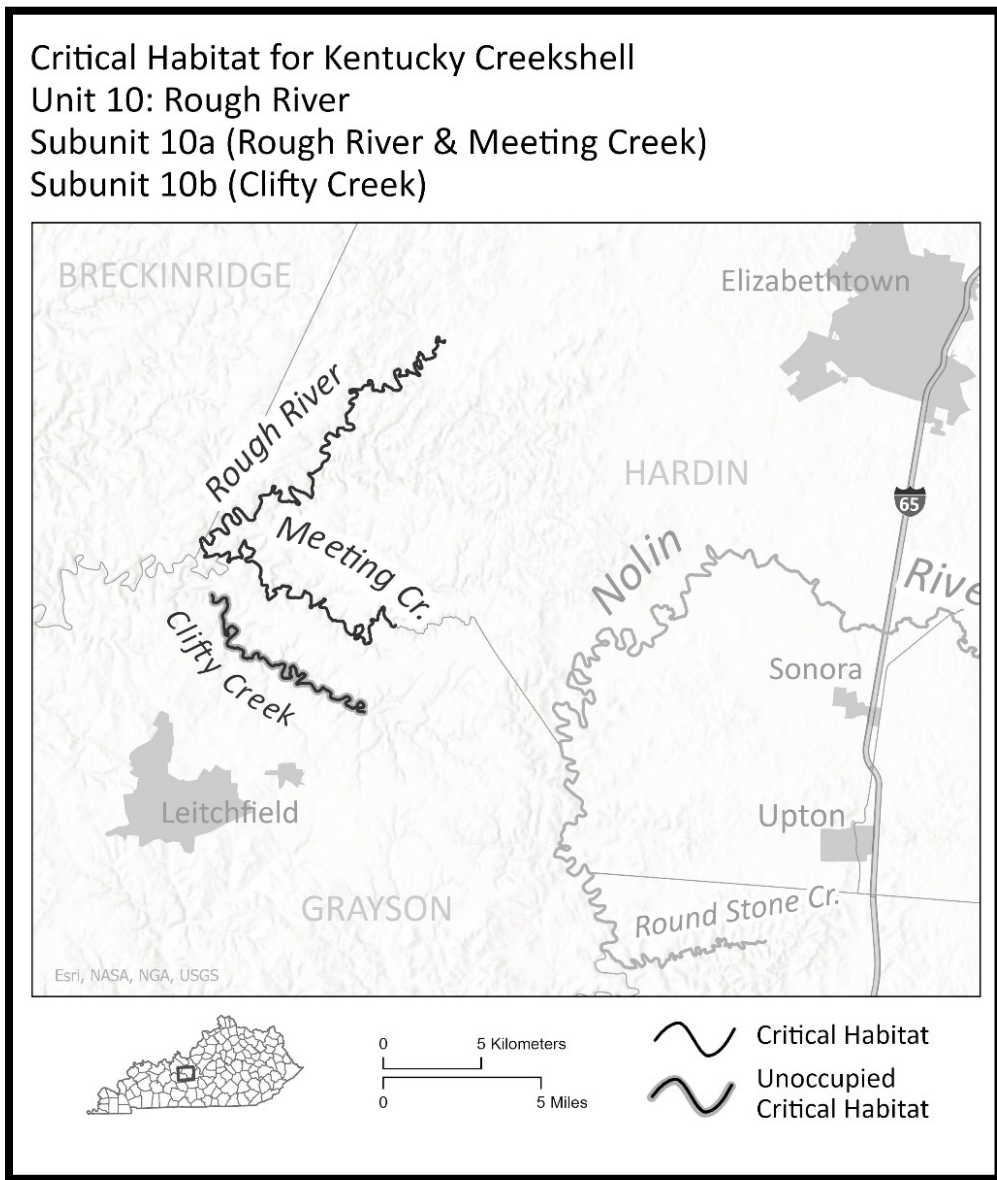 Critical Habitat for Kentucky Creekshell
Unit 10: Rough River
Subunit 10a (Rough River & Meeting Creek)
Subunit 10b (Clifty Creek)
BRECKINRIDGE
Elizabethtown
Rough River
HARDIN
65
Meeting Cr.
Nolin
Rive
Clifty Creek
Sonora
Leitchfield
Upton
GRAYSON
Round Stone Cr.
Esri, NASA, NGA, USGS
0 5 Kilometers
0 5 Miles
Critical Habitat
Unoccupied
Critical Habitat